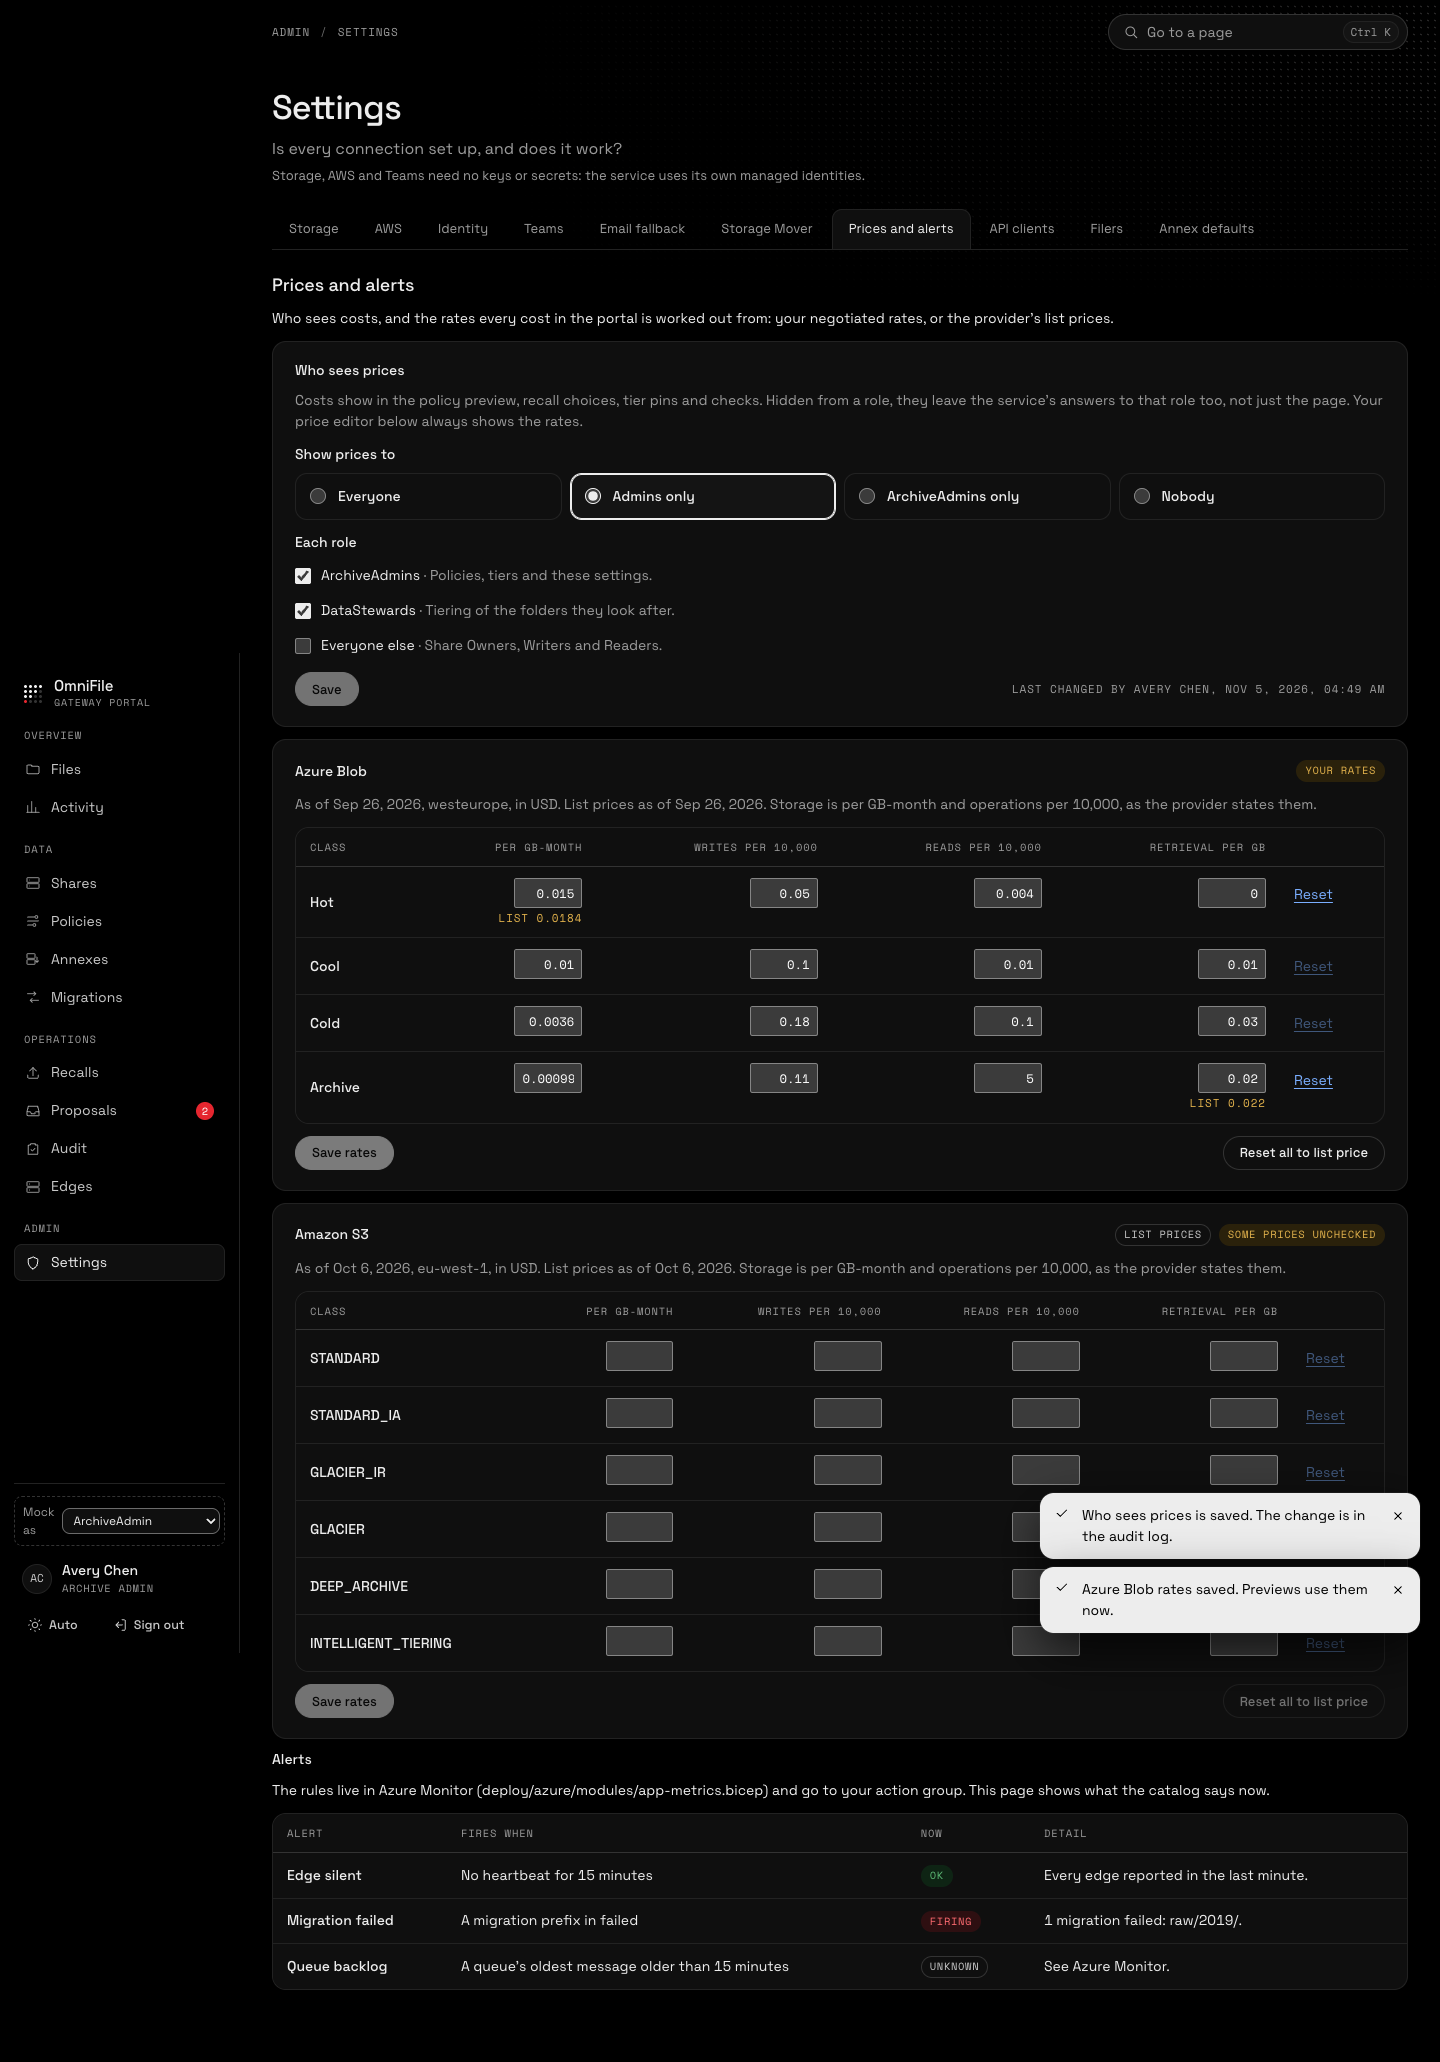 ADMIN / SETTINGS
Go to a page
Ctrl K
Settings
Is every connection set up, and does it work?
Storage, AWS and Teams need no keys or secrets: the service uses its own managed identities.
Storage AWS Identity Teams Email fallback Storage Mover Prices and alerts API clients Filers Annex defaults
Prices and alerts
Who sees costs, and the rates every cost in the portal is worked out from: your negotiated rates, or the provider's list prices.
Who sees prices
Costs show in the policy preview, recall choices, tier pins and checks. Hidden from a role, they leave the service's answers to that role too, not just the page. Your
price editor below always shows the rates.
Show prices to
Everyone Admins only ArchiveAdmins only Nobody
Each role
ArchiveAdmins · Policies, tiers and these settings.
DataStewards · Tiering of the folders they look after.
Everyone else · Share Owners, Writers and Readers.
Save
LAST CHANGED BY AVERY CHEN, NOV 5, 2026, 04:49 AM
OmniFile
GATEWAY PORTAL
OVERVIEW
Files
Activity
DATA
Shares
Policies
Annexes
Migrations
OPERATIONS
Recalls
Proposals 2
Audit
Edges
ADMIN
Settings
Mock
as
ArchiveAdmin
AC
Avery Chen
ARCHIVE ADMIN
Auto
Sign out
Azure Blob
YOUR RATES
As of Sep 26, 2026, westeurope, in USD. List prices as of Sep 26, 2026. Storage is per GB-month and operations per 10,000, as the provider states them.
CLASS PER GB-MONTH WRITES PER 10,000 READS PER 10,000 RETRIEVAL PER GB
Hot 0.015 0.05 0.004 0 Reset
LIST 0.0184
Cool 0.01 0.1 0.01 0.01 Reset
Cold 0.0036 0.18 0.1 0.03 Reset
Archive 0.00099 0.11 5 0.02 Reset
LIST 0.022
Save rates
Reset all to list price
Amazon S3
LIST PRICES
SOME PRICES UNCHECKED
As of Oct 6, 2026, eu-west-1, in USD. List prices as of Oct 6, 2026. Storage is per GB-month and operations per 10,000, as the provider states them.
CLASS PER GB-MONTH WRITES PER 10,000 READS PER 10,000 RETRIEVAL PER GB
STANDARD Reset
STANDARD_IA Reset
GLACIER_IR Reset
GLACIER
DEEP_ARCHIVE
INTELLIGENT_TIERING Reset
Who sees prices is saved. The change is in
the audit log.
Azure Blob rates saved. Previews use them
now.
Save rates
Reset all to list price
Alerts
The rules live in Azure Monitor (deploy/azure/modules/app-metrics.bicep) and go to your action group. This page shows what the catalog says now.
ALERT FIRES WHEN NOW DETAIL
Edge silent No heartbeat for 15 minutes OK Every edge reported in the last minute.
Migration failed A migration prefix in failed FIRING 1 migration failed: raw/2019/.
Queue backlog A queue's oldest message older than 15 minutes UNKNOWN See Azure Monitor.